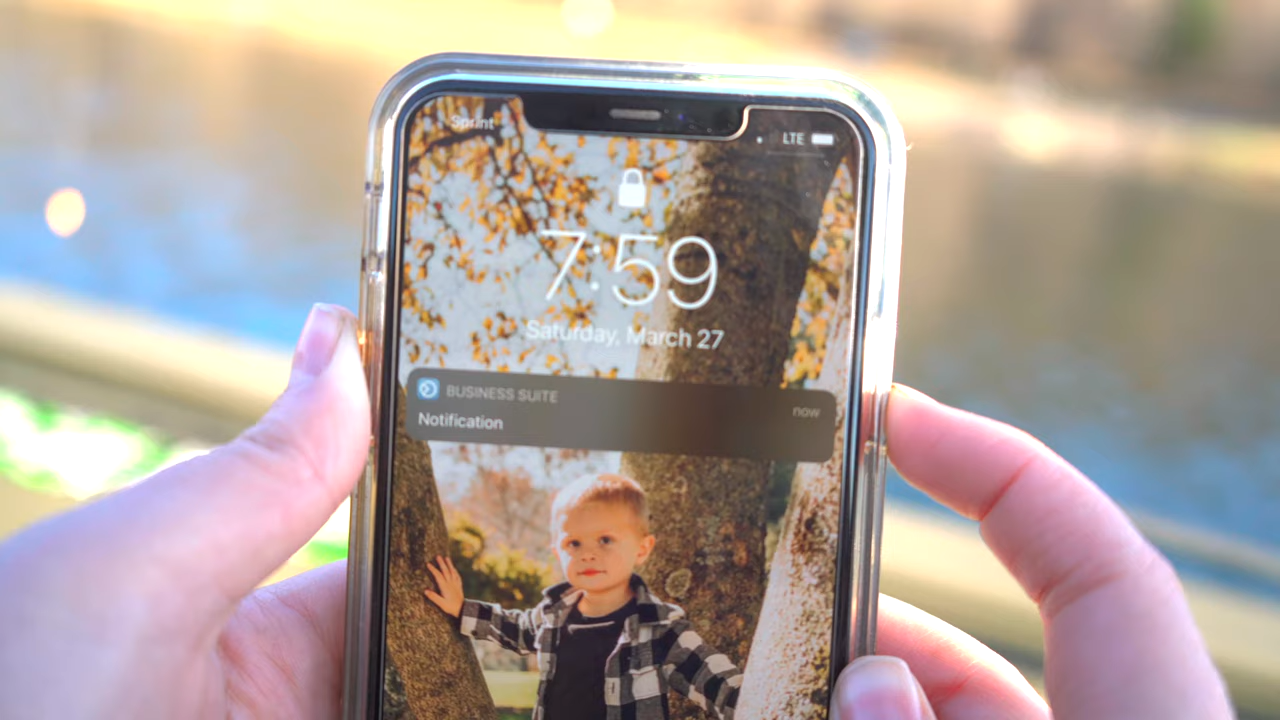 Sprint
LTE
7:59
Saturday, March 27
BUSINESS SUITE
now
Notification